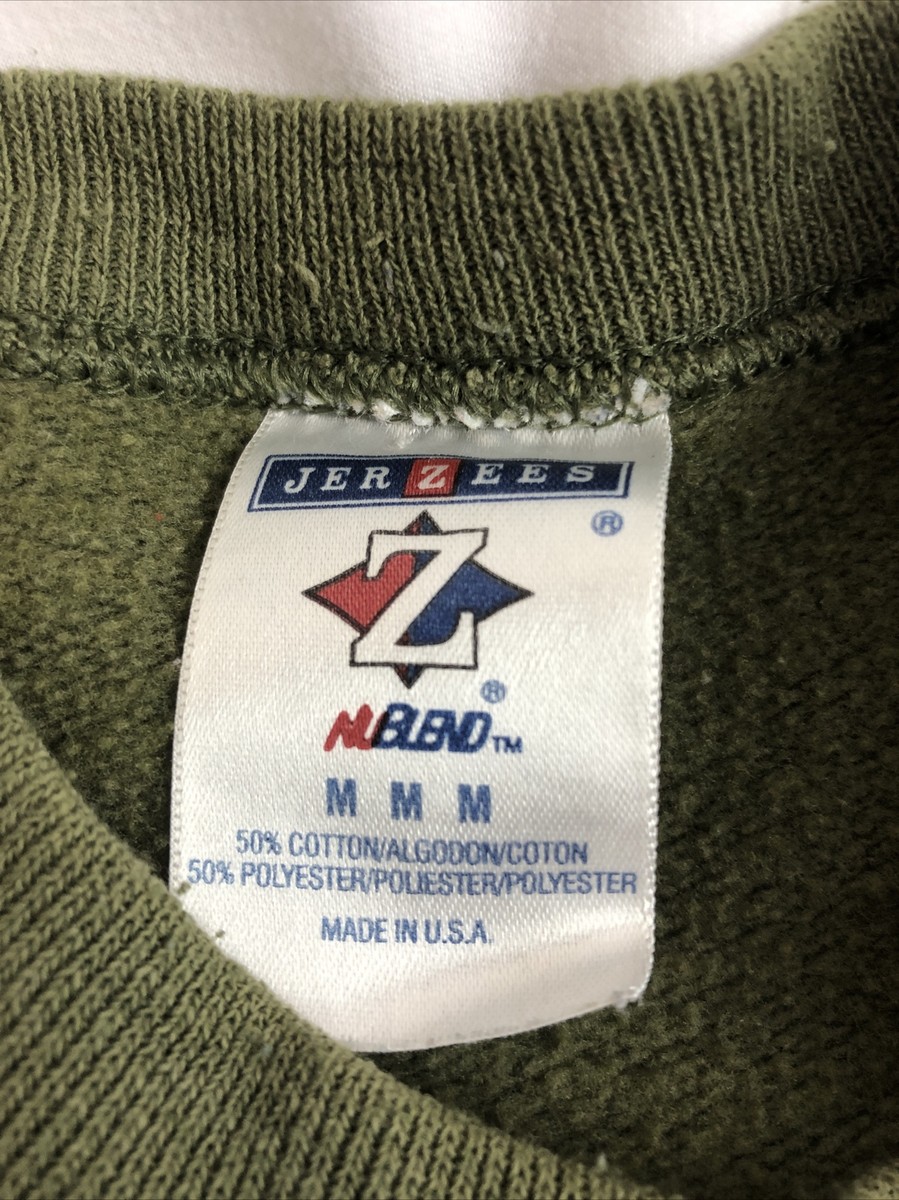 JERZEES
®
Z
®
NUBLEND™
M M M
50% COTTON/ALGODON/COTON
50% POLYESTER/POLIESTER/POLYESTER
MADE IN U.S.A.